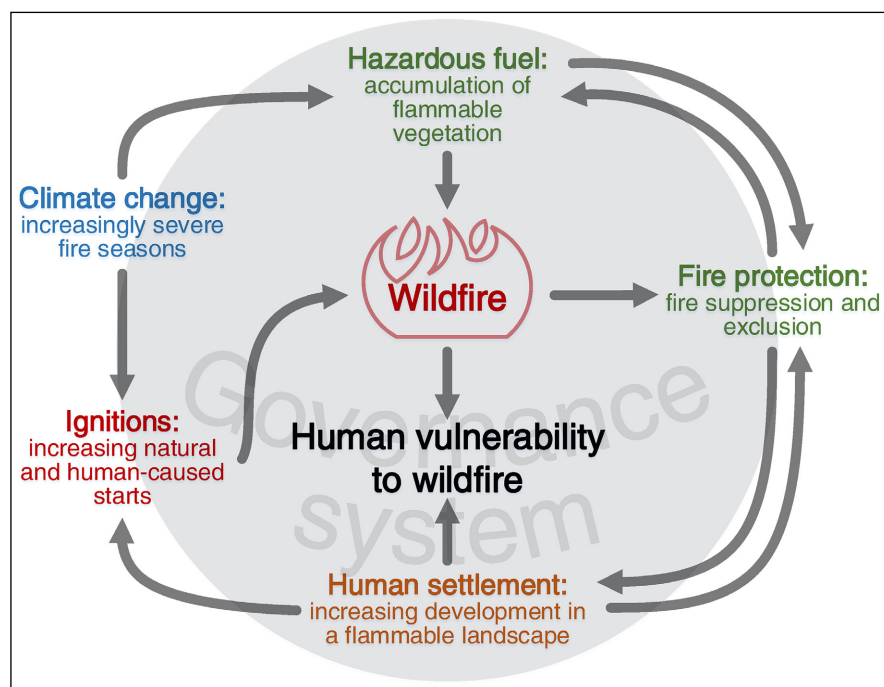 Hazardous fuel:
accumulation of
flammable
vegetation
Climate change:
increasingly severe
fire seasons
Wildfire
Fire protection:
fire suppression and
exclusion
Governance
system
Ignitions:
increasing natural
and human-caused
starts
Human vulnerability
to wildfire
Human settlement:
increasing development in
a flammable landscape